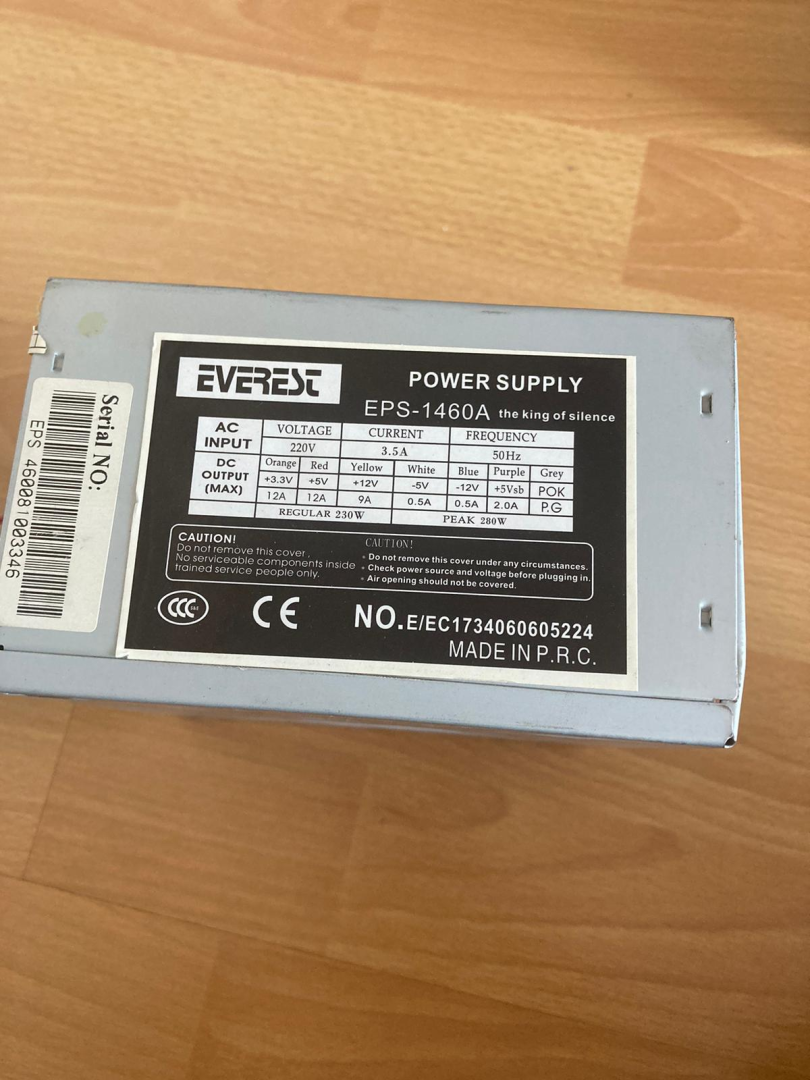 EVEREST
POWER SUPPLY
EPS-1460A the king of silence
AC INPUT VOLTAGE CURRENT FREQUENCY
220V 3.5A 50Hz
DC OUTPUT (MAX) Orange Red Yellow White Blue Purple Grey
+3.3V +5V +12V -5V -12V +5Vsb POK
12A 12A 9A 0.5A 0.5A 2.0A P.G
REGULAR 230W PEAK 280W
CAUTION!
Do not remove this cover.
No serviceable components inside
trained service people only.
CAUTION!
• Do not remove this cover under any circumstances.
• Check power source and voltage before plugging in.
• Air opening should not be covered.
CCC CE NO.E/EC1734060605224
MADE IN P.R.C.
Serial NO:
EPS 460081003346